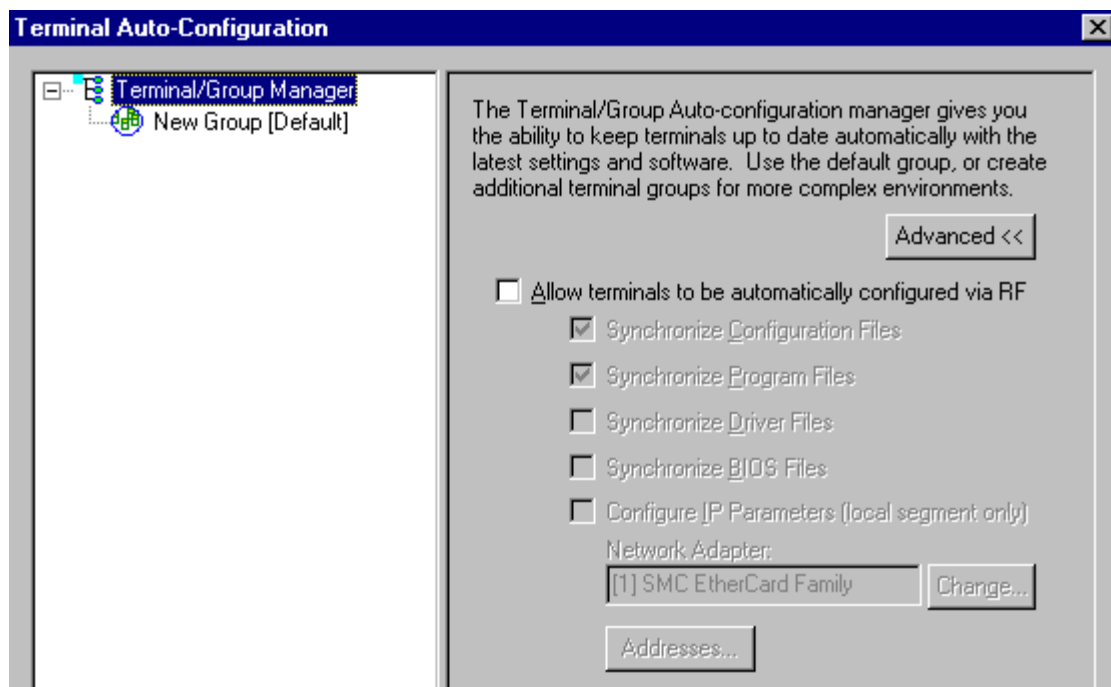 Terminal Auto-Configuration
Terminal/Group Manager
New Group [Default]
The Terminal/Group Auto-configuration manager gives you
the ability to keep terminals up to date automatically with the
latest settings and software. Use the default group, or create
additional terminal groups for more complex environments.
Advanced <<
Allow terminals to be automatically configured via RF
Synchronize Configuration Files
Synchronize Program Files
Synchronize Driver Files
Synchronize BIOS Files
Configure IP Parameters (local segment only)
Network Adapter:
[1] SMC EtherCard Family
Change...
Addresses...